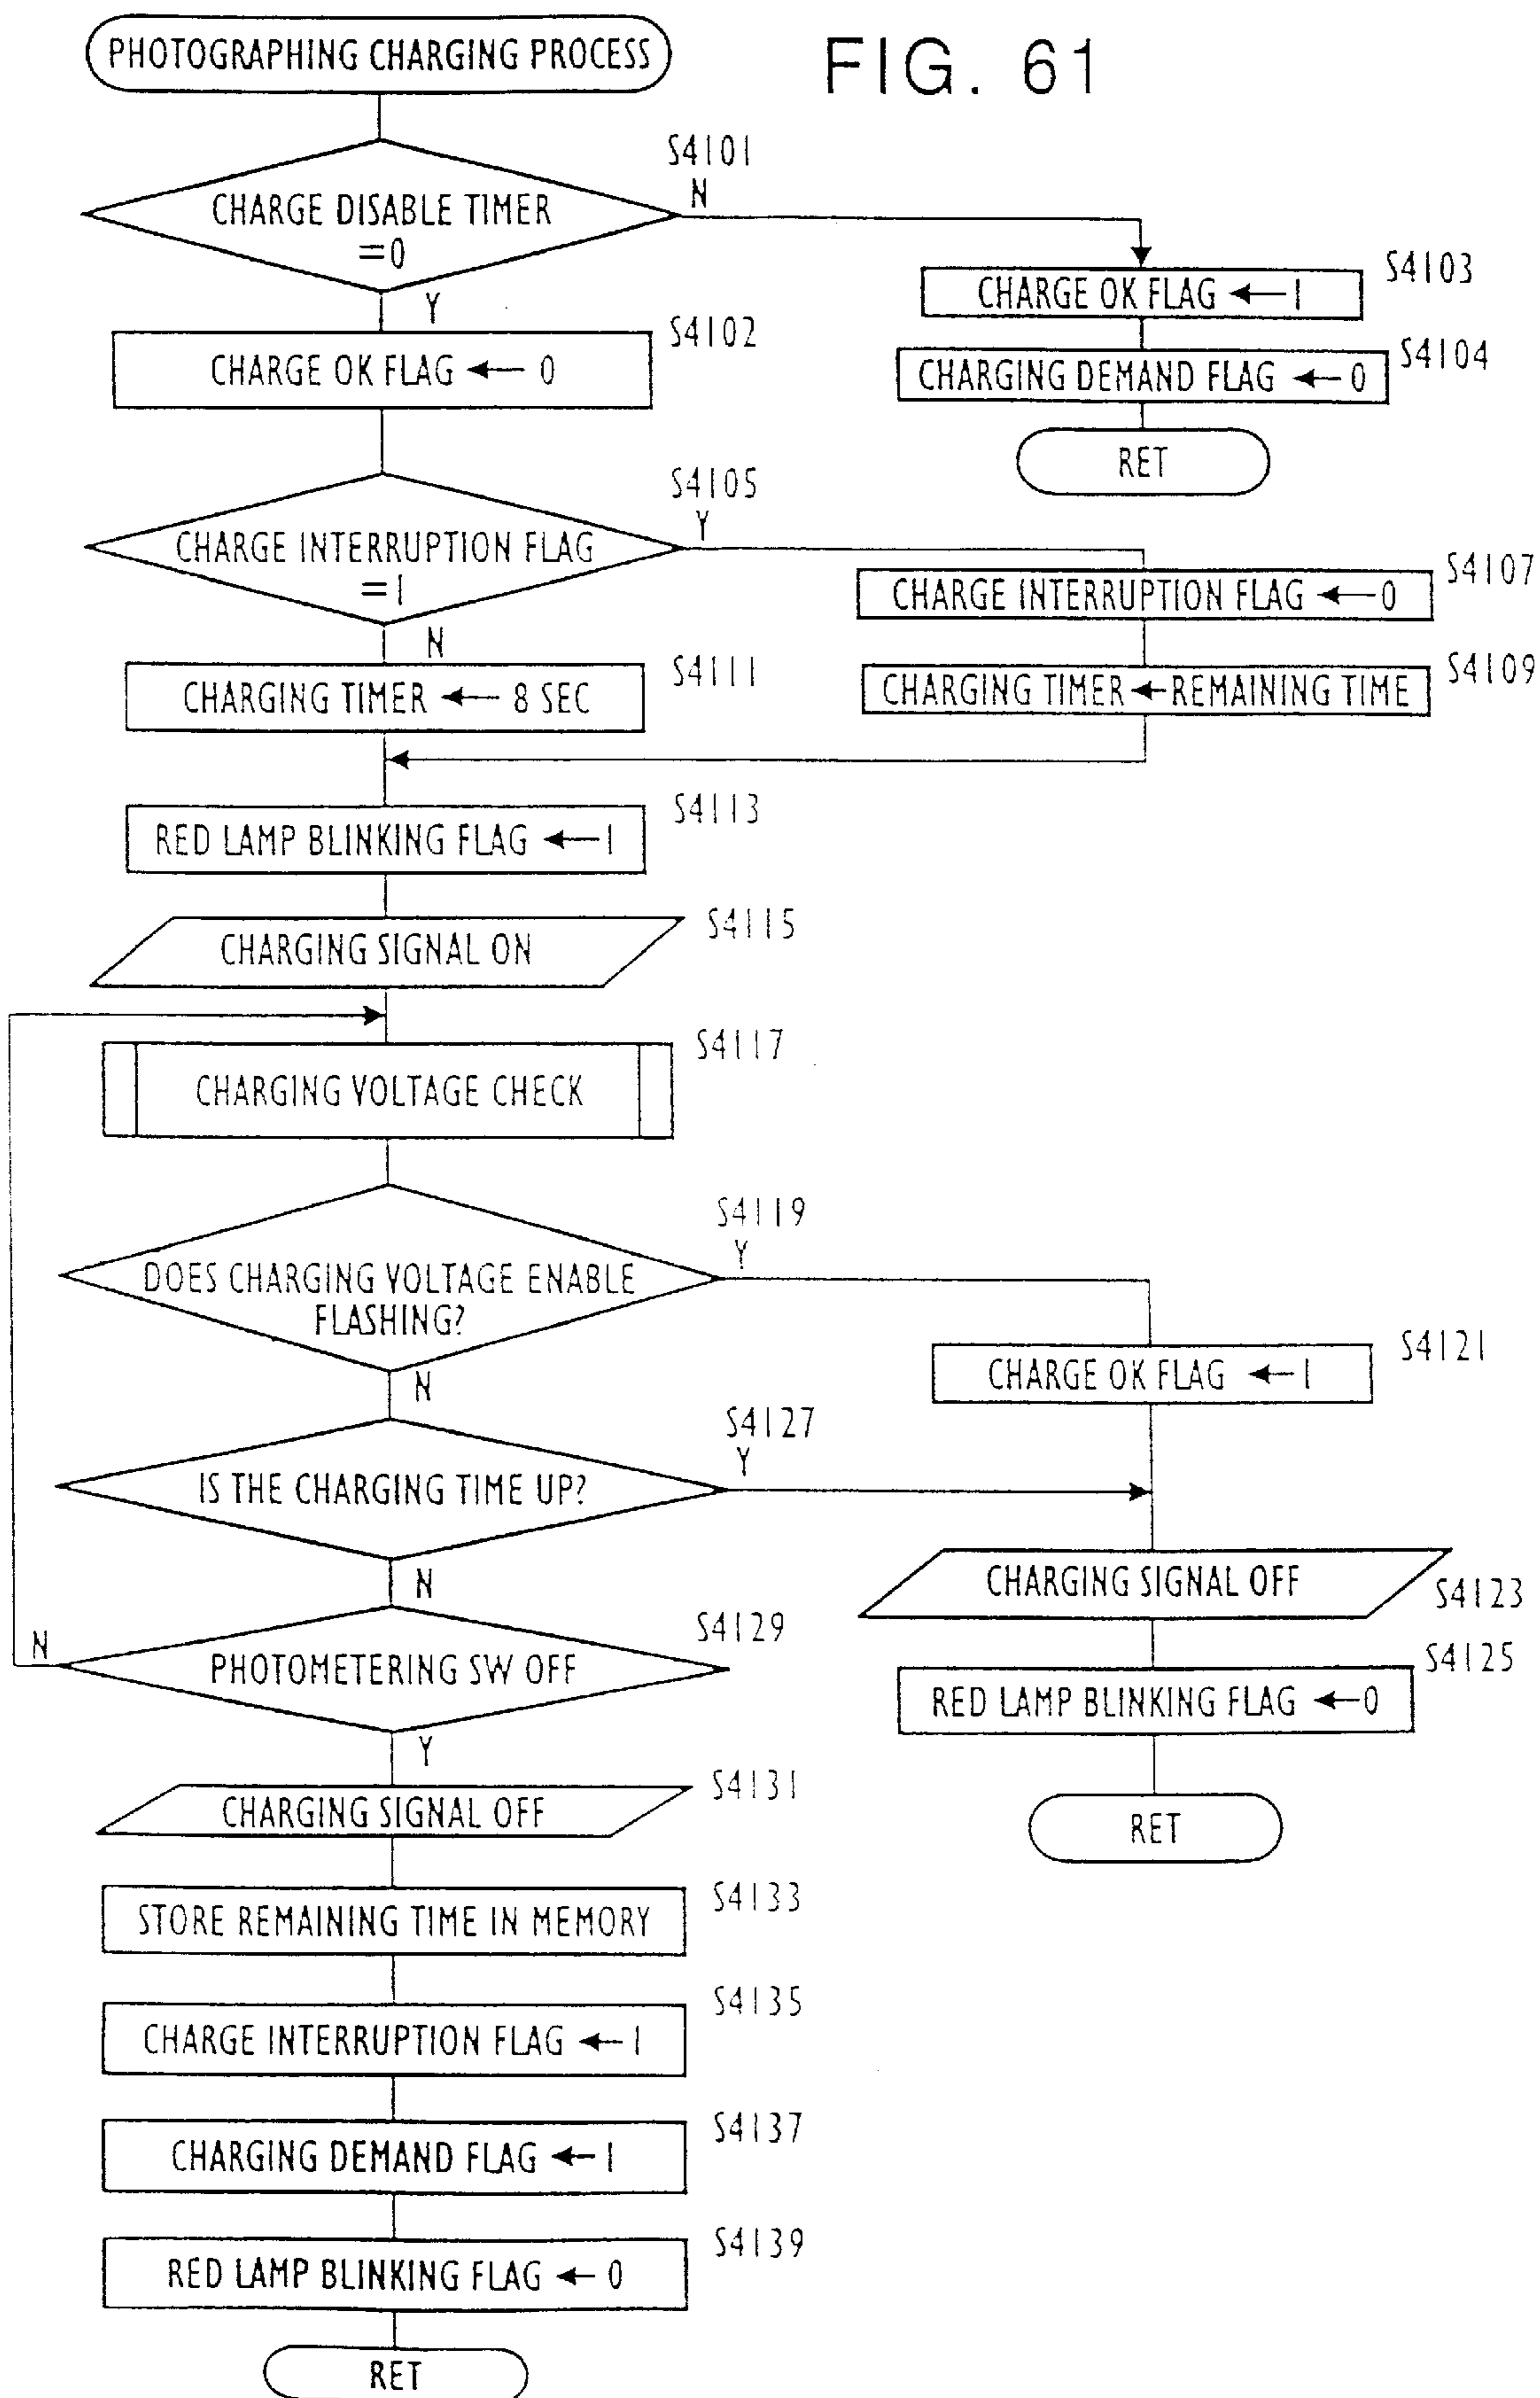 FIG. 61
PHOTOGRAPHING CHARGING PROCESS
S4101
CHARGE DISABLE TIMER
=0
N
Y
S4103
CHARGE OK FLAG ←1
S4102
CHARGE OK FLAG ← 0
S4104
CHARGING DEMAND FLAG ←0
RET
S4105
CHARGE INTERRUPTION FLAG
=1
Y
N
S4107
CHARGE INTERRUPTION FLAG ←0
S4109
CHARGING TIMER←REMAINING TIME
S4111
CHARGING TIMER ← 8 SEC
S4113
RED LAMP BLINKING FLAG ←1
S4115
CHARGING SIGNAL ON
S4117
CHARGING VOLTAGE CHECK
S4119
DOES CHARGING VOLTAGE ENABLE
FLASHING?
Y
N
S4121
CHARGE OK FLAG ←1
S4127
IS THE CHARGING TIME UP?
Y
N
S4123
CHARGING SIGNAL OFF
S4125
RED LAMP BLINKING FLAG ←0
RET
S4129
PHOTOMETERING SW OFF
N
Y
S4131
CHARGING SIGNAL OFF
S4133
STORE REMAINING TIME IN MEMORY
S4135
CHARGE INTERRUPTION FLAG ←1
S4137
CHARGING DEMAND FLAG ←1
S4139
RED LAMP BLINKING FLAG ← 0
RET